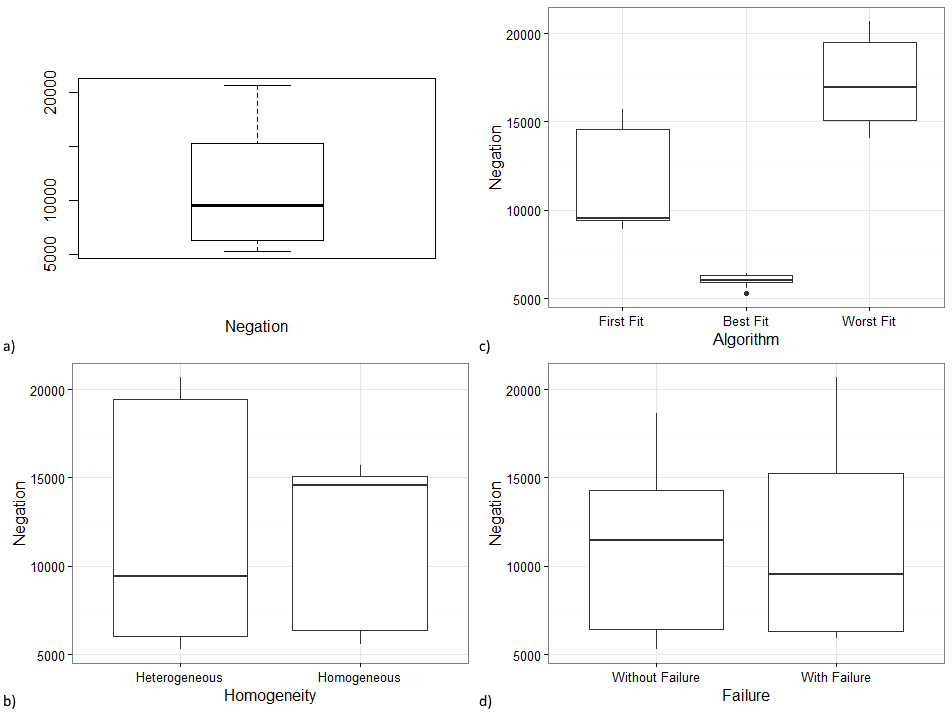 20000
10000
5000
Negation
a)
20000
15000
10000
5000
Negation
First Fit Best Fit Worst Fit
Algorithm
c)
20000
15000
10000
5000
Negation
Heterogeneous Homogeneous
Homogeneity
b)
20000
15000
10000
5000
Negation
Without Failure With Failure
Failure
d)